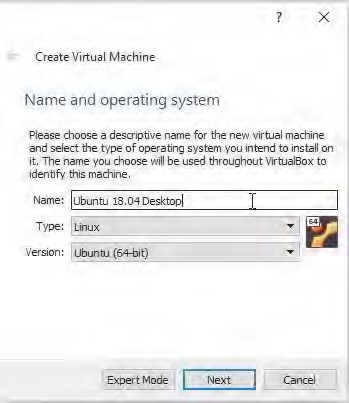 ?
Create Virtual Machine
Name and operating system
Please choose a descriptive name for the new virtual machine
and select the type of operating system you intend to install on
it. The name you choose will be used throughout VirtualBox to
identify this machine.
Name: Ubuntu 18.04 Desktop
Type: Linux
64
Version: Ubuntu (64-bit)
Expert Mode Next Cancel